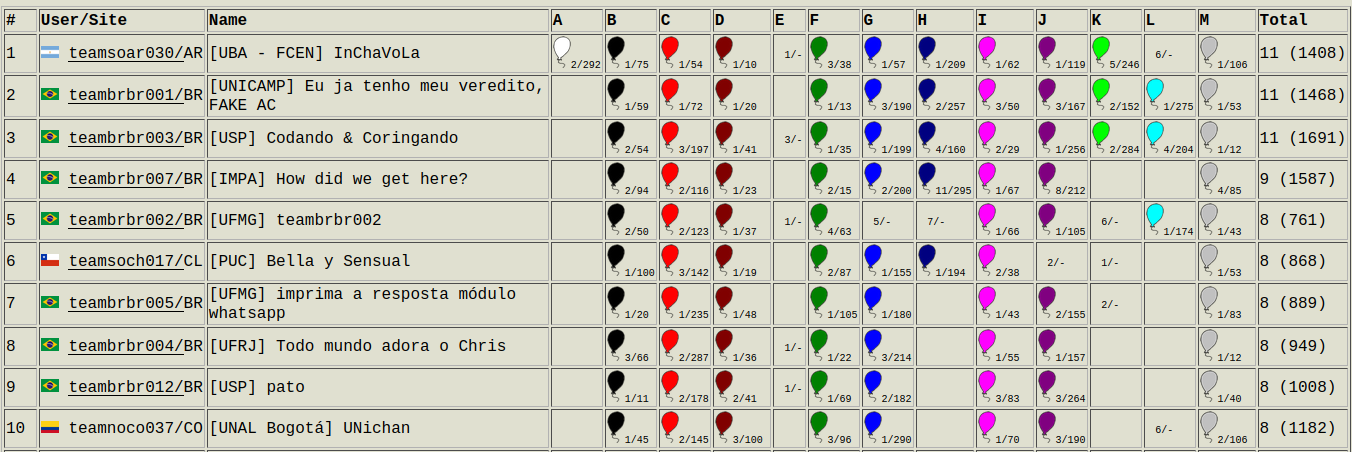 # User/Site Name A B C D E F G H I J K L M Total
1 teamsoar030/AR [UBA - FCEN] InChaVoLa 2/292 1/75 1/54 1/10 1/- 3/38 1/57 1/209 1/62 1/119 5/246 6/- 1/106 11 (1408)
2 teambrbr001/BR [UNICAMP] Eu ja tenho meu veredito,
FAKE AC 1/59 1/72 1/20 1/13 3/190 2/257 3/50 3/167 2/152 1/275 1/53 11 (1468)
3 teambrbr003/BR [USP] Codando & Coringando 2/54 3/197 1/41 3/- 1/35 1/199 4/160 2/29 1/256 2/284 4/204 1/12 11 (1691)
4 teambrbr007/BR [IMPA] How did we get here? 2/94 2/116 1/23 2/15 2/200 11/295 1/67 8/212 4/85 9 (1587)
5 teambrbr002/BR [UFMG] teambrbr002 2/50 2/123 1/37 1/- 4/63 5/- 7/- 1/66 1/105 6/- 1/174 1/43 8 (761)
6 teamsoch017/CL [PUC] Bella y Sensual 1/100 3/142 1/19 2/87 1/155 1/194 2/38 2/- 1/- 1/53 8 (868)
7 teambrbr005/BR [UFMG] imprima a resposta módulo
whatsapp 1/20 1/235 1/48 1/105 1/180 1/43 2/155 2/- 1/83 8 (889)
8 teambrbr004/BR [UFRJ] Todo mundo adora o Chris 3/66 2/287 1/36 1/- 1/22 3/214 1/55 1/157 1/12 8 (949)
9 teambrbr012/BR [USP] pato 1/11 2/178 2/41 1/- 1/69 2/182 3/83 3/264 1/40 8 (1008)
10 teamnoco037/CO [UNAL Bogotá] UNichan 1/45 2/145 3/100 3/96 1/290 1/70 3/190 6/- 2/106 8 (1182)